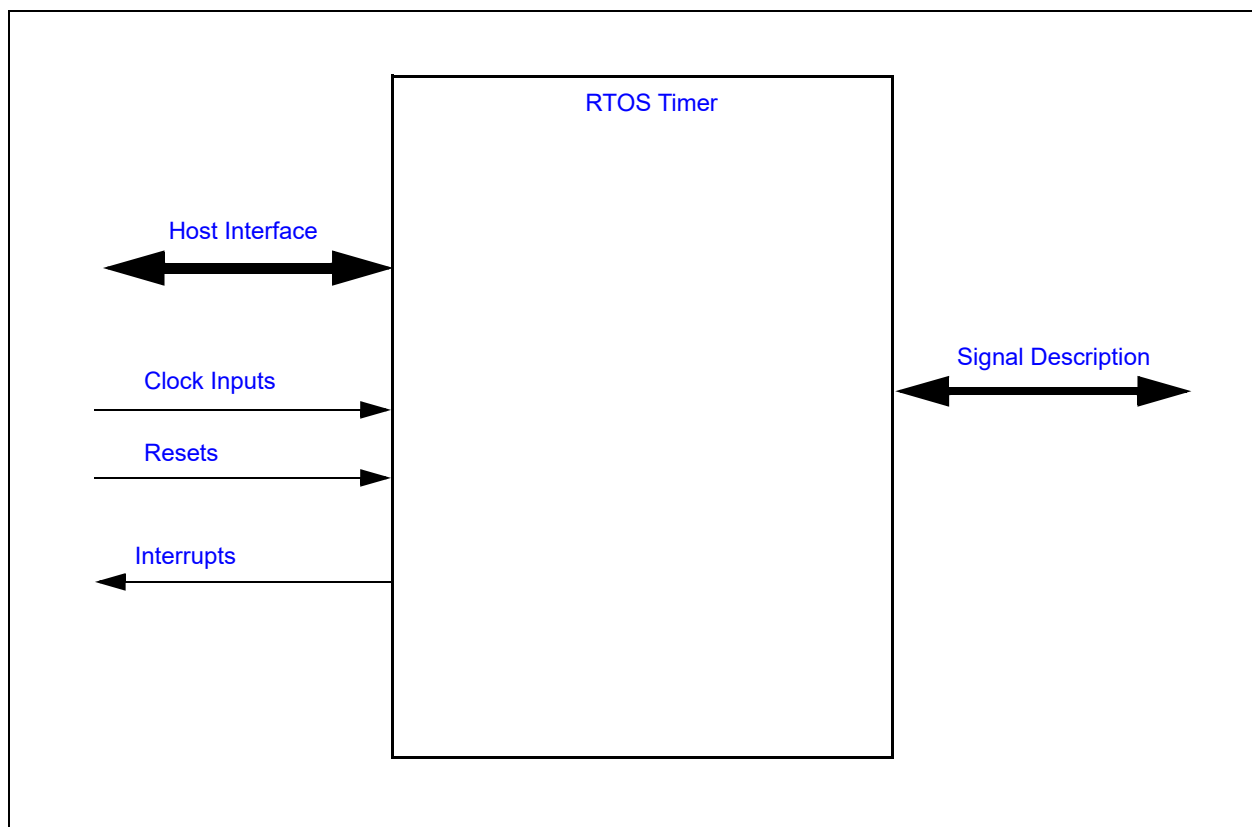 RTOS Timer
Host Interface
Signal Description
Clock Inputs
Resets
Interrupts